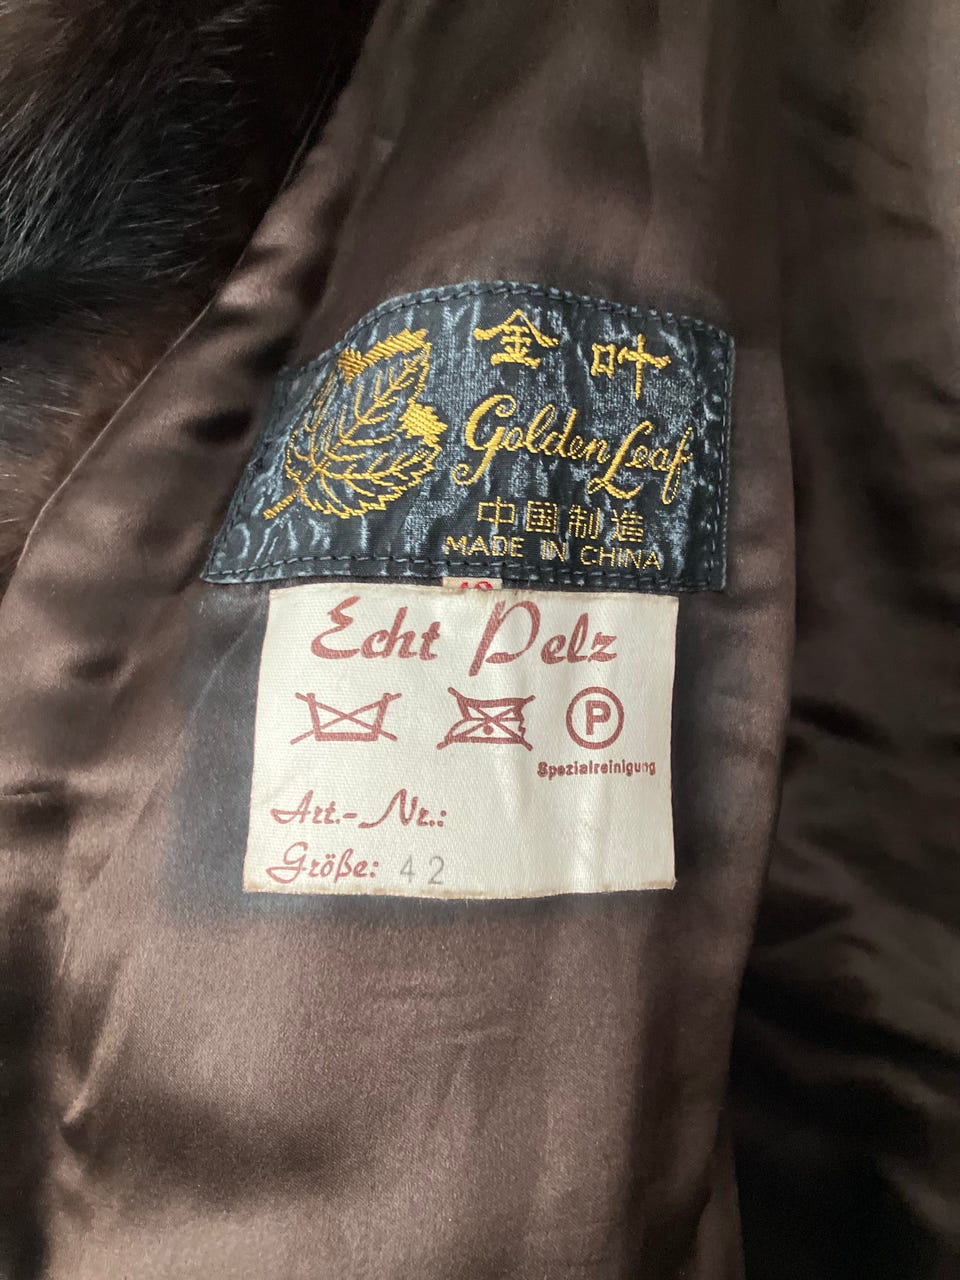 金叶
Golden Leaf
中国制造
MADE IN CHINA
Echt Pelz
P
Spezialreinigung
Art.-Nr.:
Größe: 42